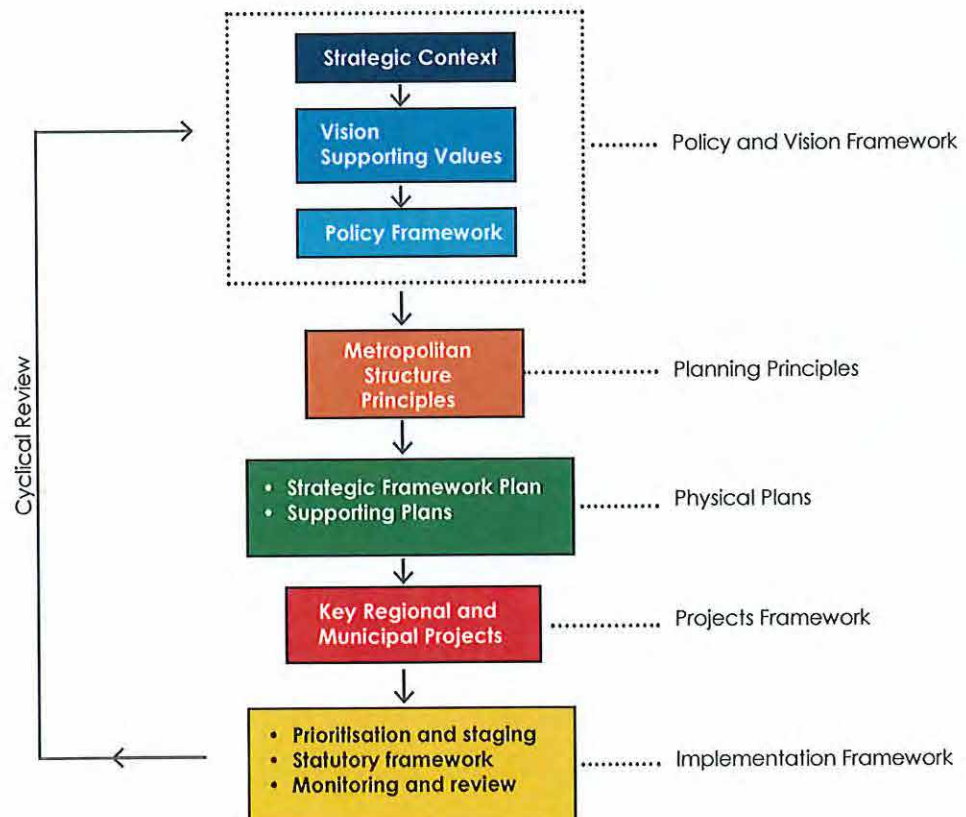 Strategic Context
Vision
Supporting Values
Policy Framework
Policy and Vision Framework
Metropolitan
Structure
Principles
Planning Principles
• Strategic Framework Plan
• Supporting Plans
Physical Plans
Key Regional and
Municipal Projects
Projects Framework
• Prioritisation and staging
• Statutory framework
• Monitoring and review
Implementation Framework
Cyclical Review